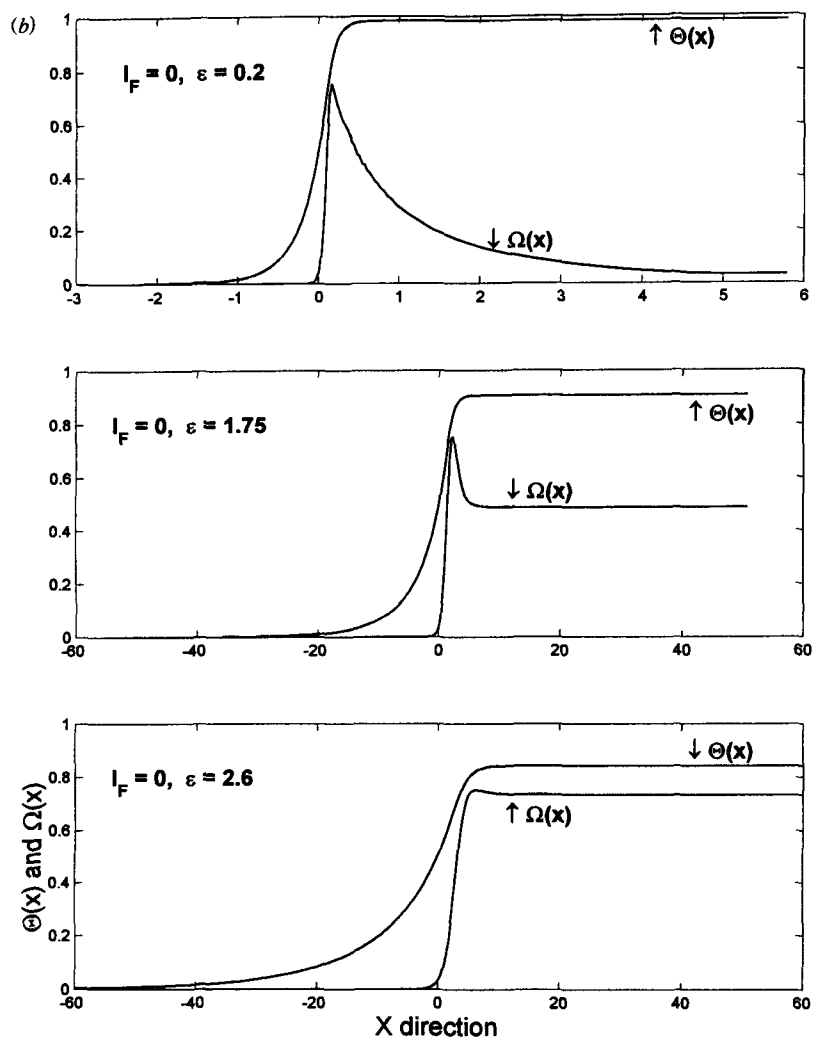 (b)
1
↑ Θ(x)
I_F = 0, ε = 0.2
0.8
0.6
0.4
0.2
↓ Ω(x)
0
-3 -2 -1 0 1 2 3 4 5 6
1
0.8
↑ Θ(x)
I_F = 0, ε = 1.75
0.6
↓ Ω(x)
0.4
0.2
0
-60 -40 -20 0 20 40 60
1
↓ Θ(x)
I_F = 0, ε = 2.6
0.8
↑ Ω(x)
0.6
0.4
0.2
0
-60 -40 -20 0 20 40 60
Θ(x) and Ω(x)
X direction